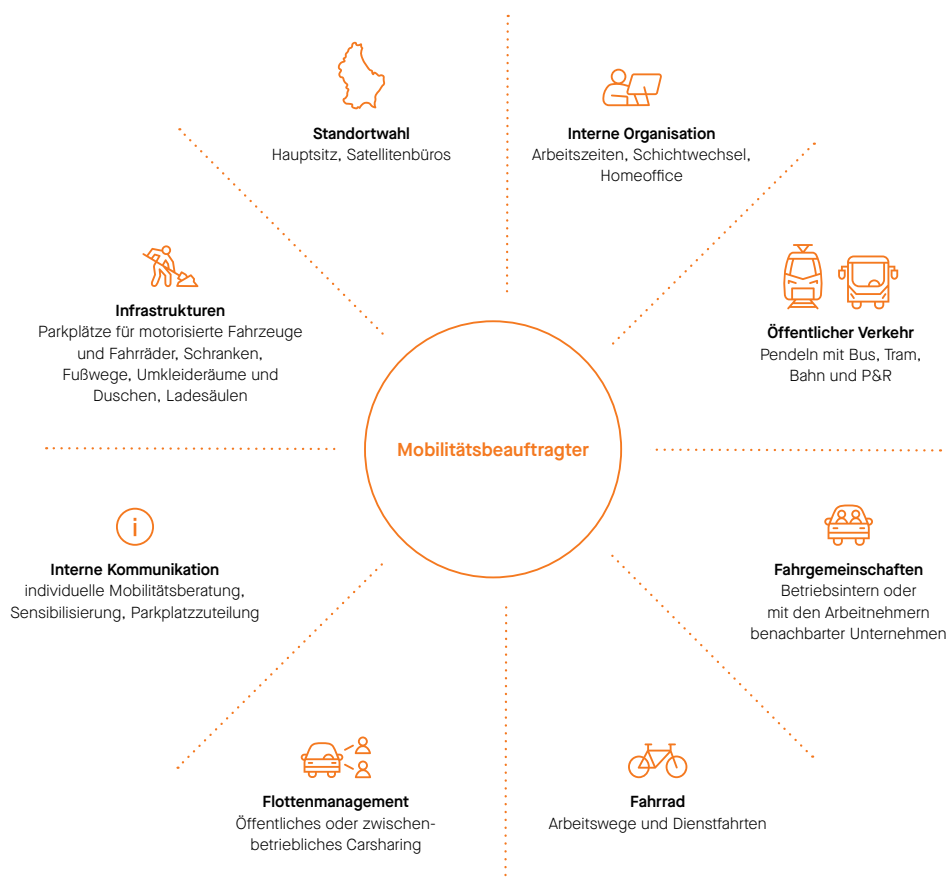 Standortwahl
Hauptsitz, Satellitenbüros
Interne Organisation
Arbeitszeiten, Schichtwechsel,
Homeoffice
Öffentlicher Verkehr
Pendeln mit Bus, Tram,
Bahn und P&R
Fahrgemeinschaften
Betriebsintern oder
mit den Arbeitnehmern
benachbarter Unternehmen
Fahrrad
Arbeitswege und Dienstfahrten
Flottenmanagement
Öffentliches oder zwischen-
betriebliches Carsharing
Interne Kommunikation
individuelle Mobilitätsberatung,
Sensibilisierung, Parkplatzzuteilung
Infrastrukturen
Parkplätze für motorisierte Fahrzeuge
und Fahrräder, Schranken,
Fußwege, Umkleideräume und
Duschen, Ladesäulen
Mobilitätsbeauftragter